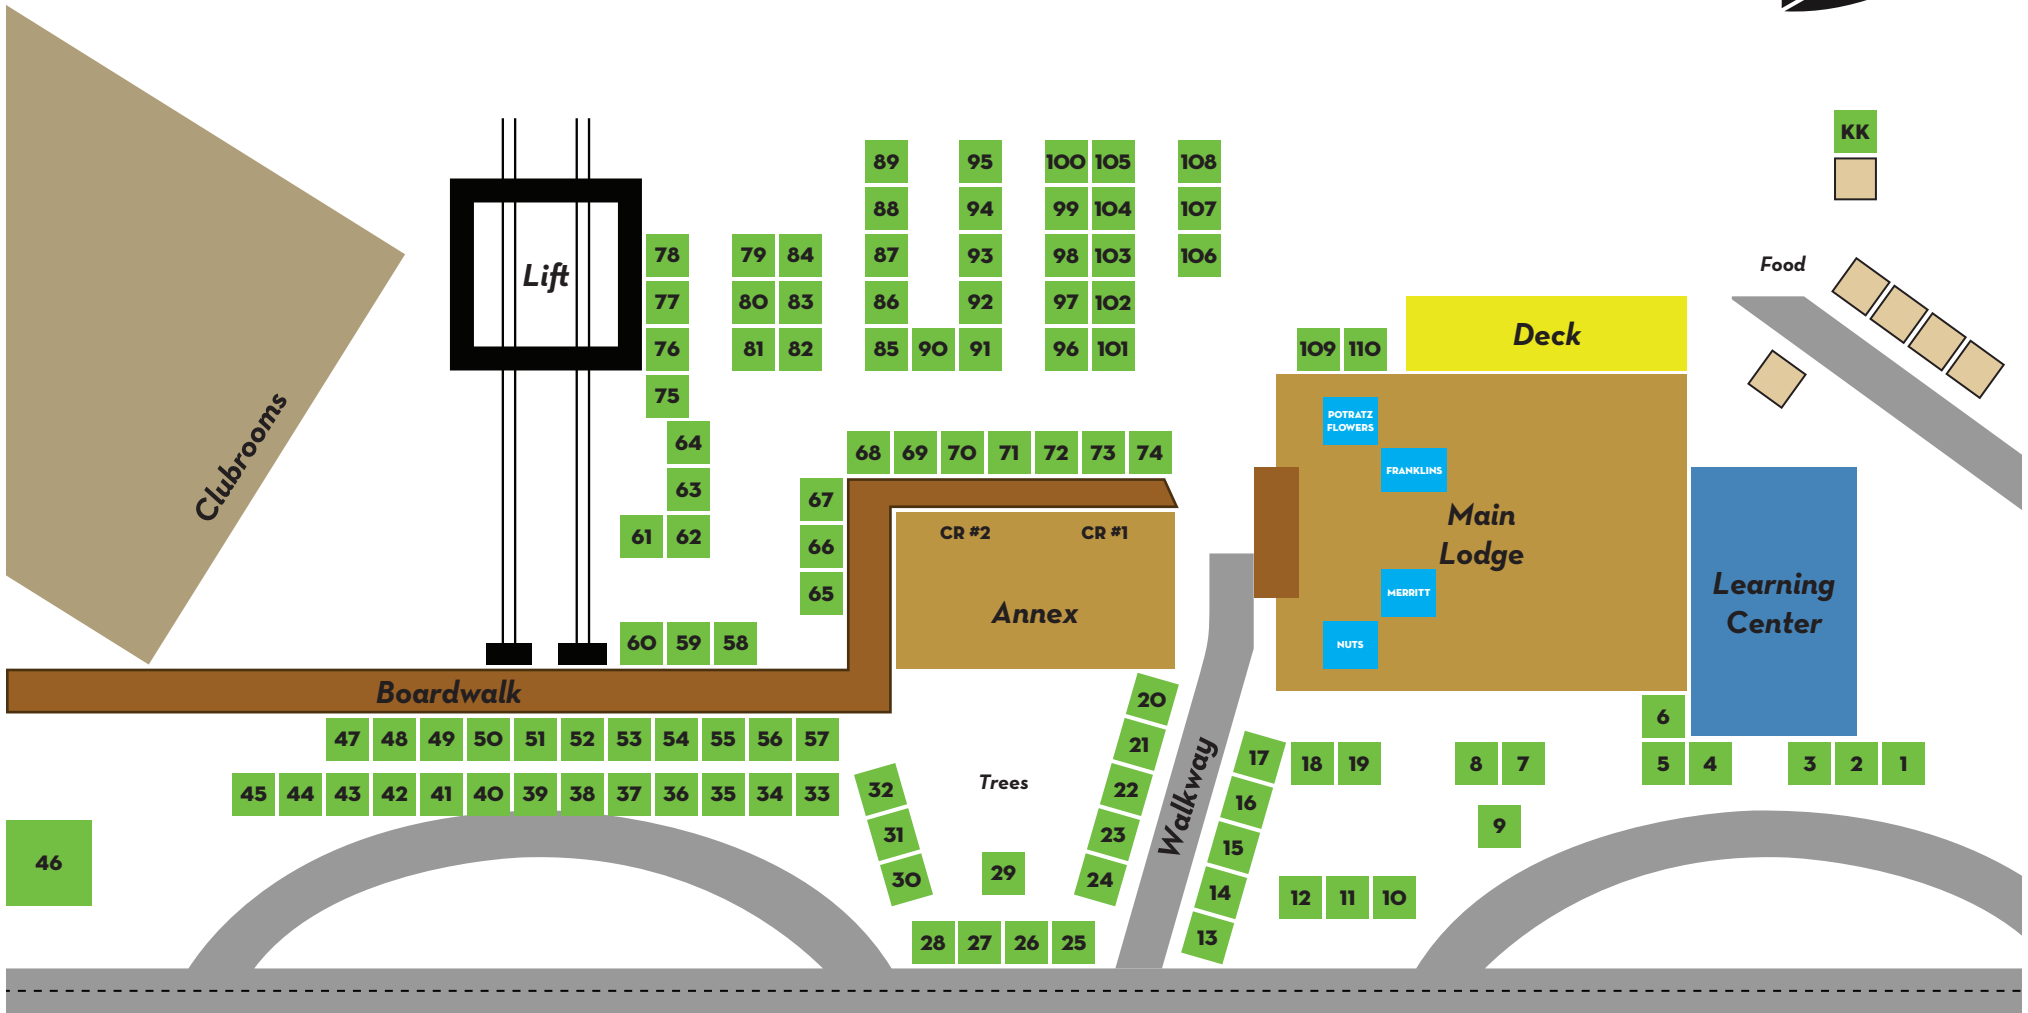 KK
89 95 100 105 108
88 94 99 104 107
78 79 84 87 93 98 103 106
Food
Lift
77 80 83 86 92 97 102
Deck
76 81 82 85 90 91 96 101 109 110
75
Clubrooms
POTRATZ
FLOWERS
64
68 69 70 71 72 73 74
FRANKLINS
63
67
Main
Lodge
61 62
66
CR #2 CR #1
65
MERRITT
Learning
Center
Annex
60 59 58
NUTS
Boardwalk
20
6
47 48 49 50 51 52 53 54 55 56 57
21
17 18 19 8 7 5 4 3 2 1
Trees
45 44 43 42 41 40 39 38 37 36 35 34 33
32
22
16
Walkway
31
23
15
9
46
30
29
24
14
12 11 10
28 27 26 25
13